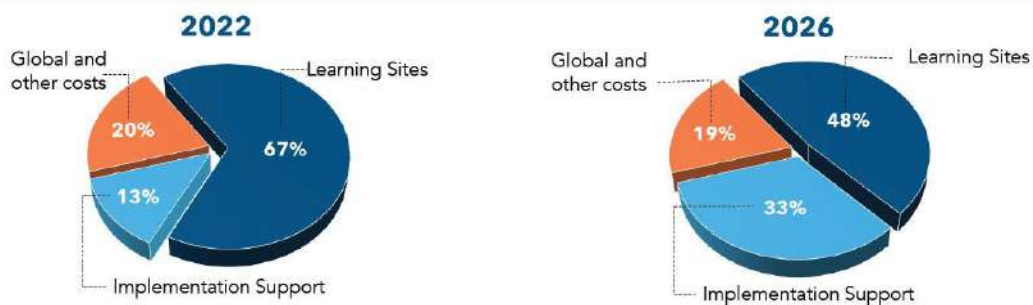 2022
Global and
other costs
Learning Sites
20%
67%
13%
Implementation Support
2026
Global and
other costs
Learning Sites
19%
48%
33%
Implementation Support